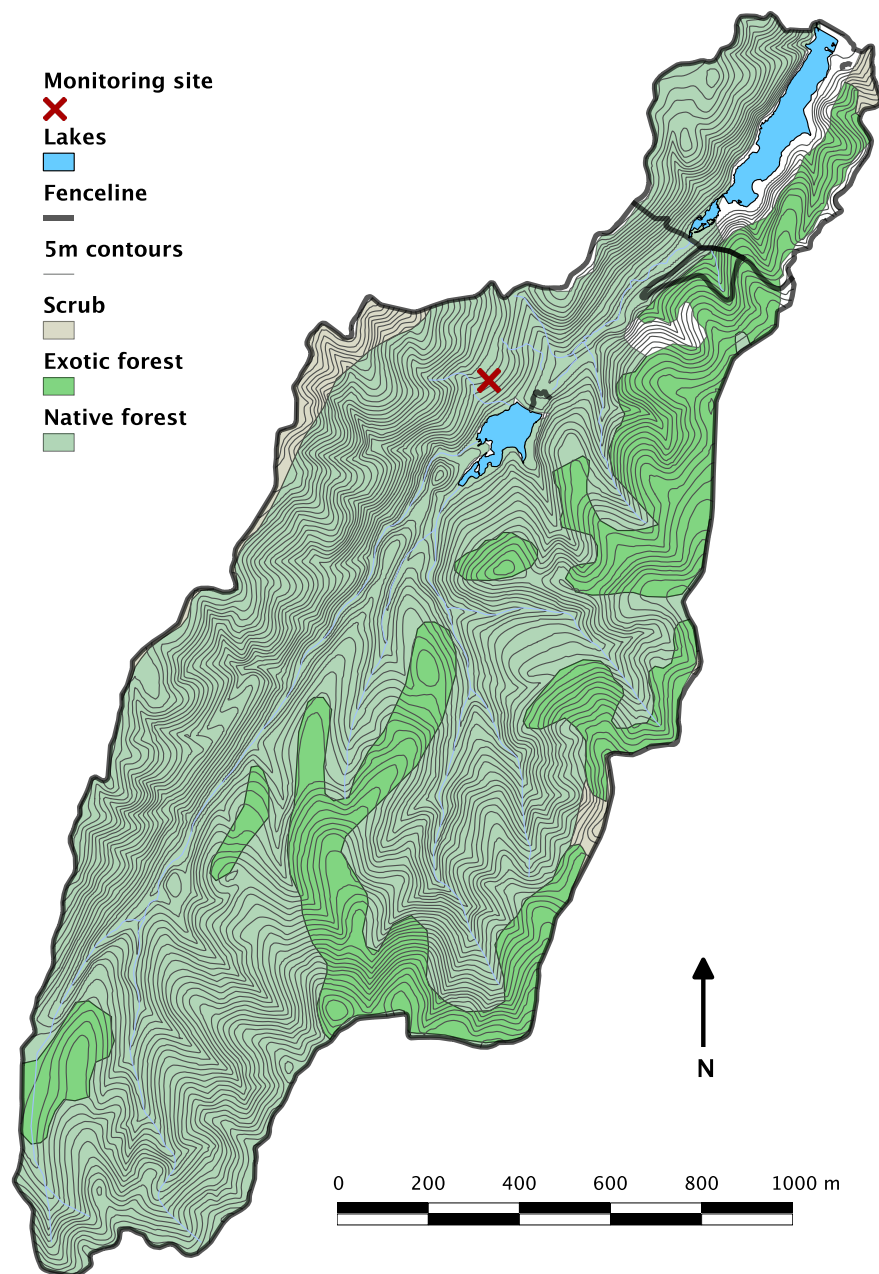 Monitoring site
Lakes
Fenceline
5m contours
Scrub
Exotic forest
Native forest
N
0 200 400 600 800 1000 m